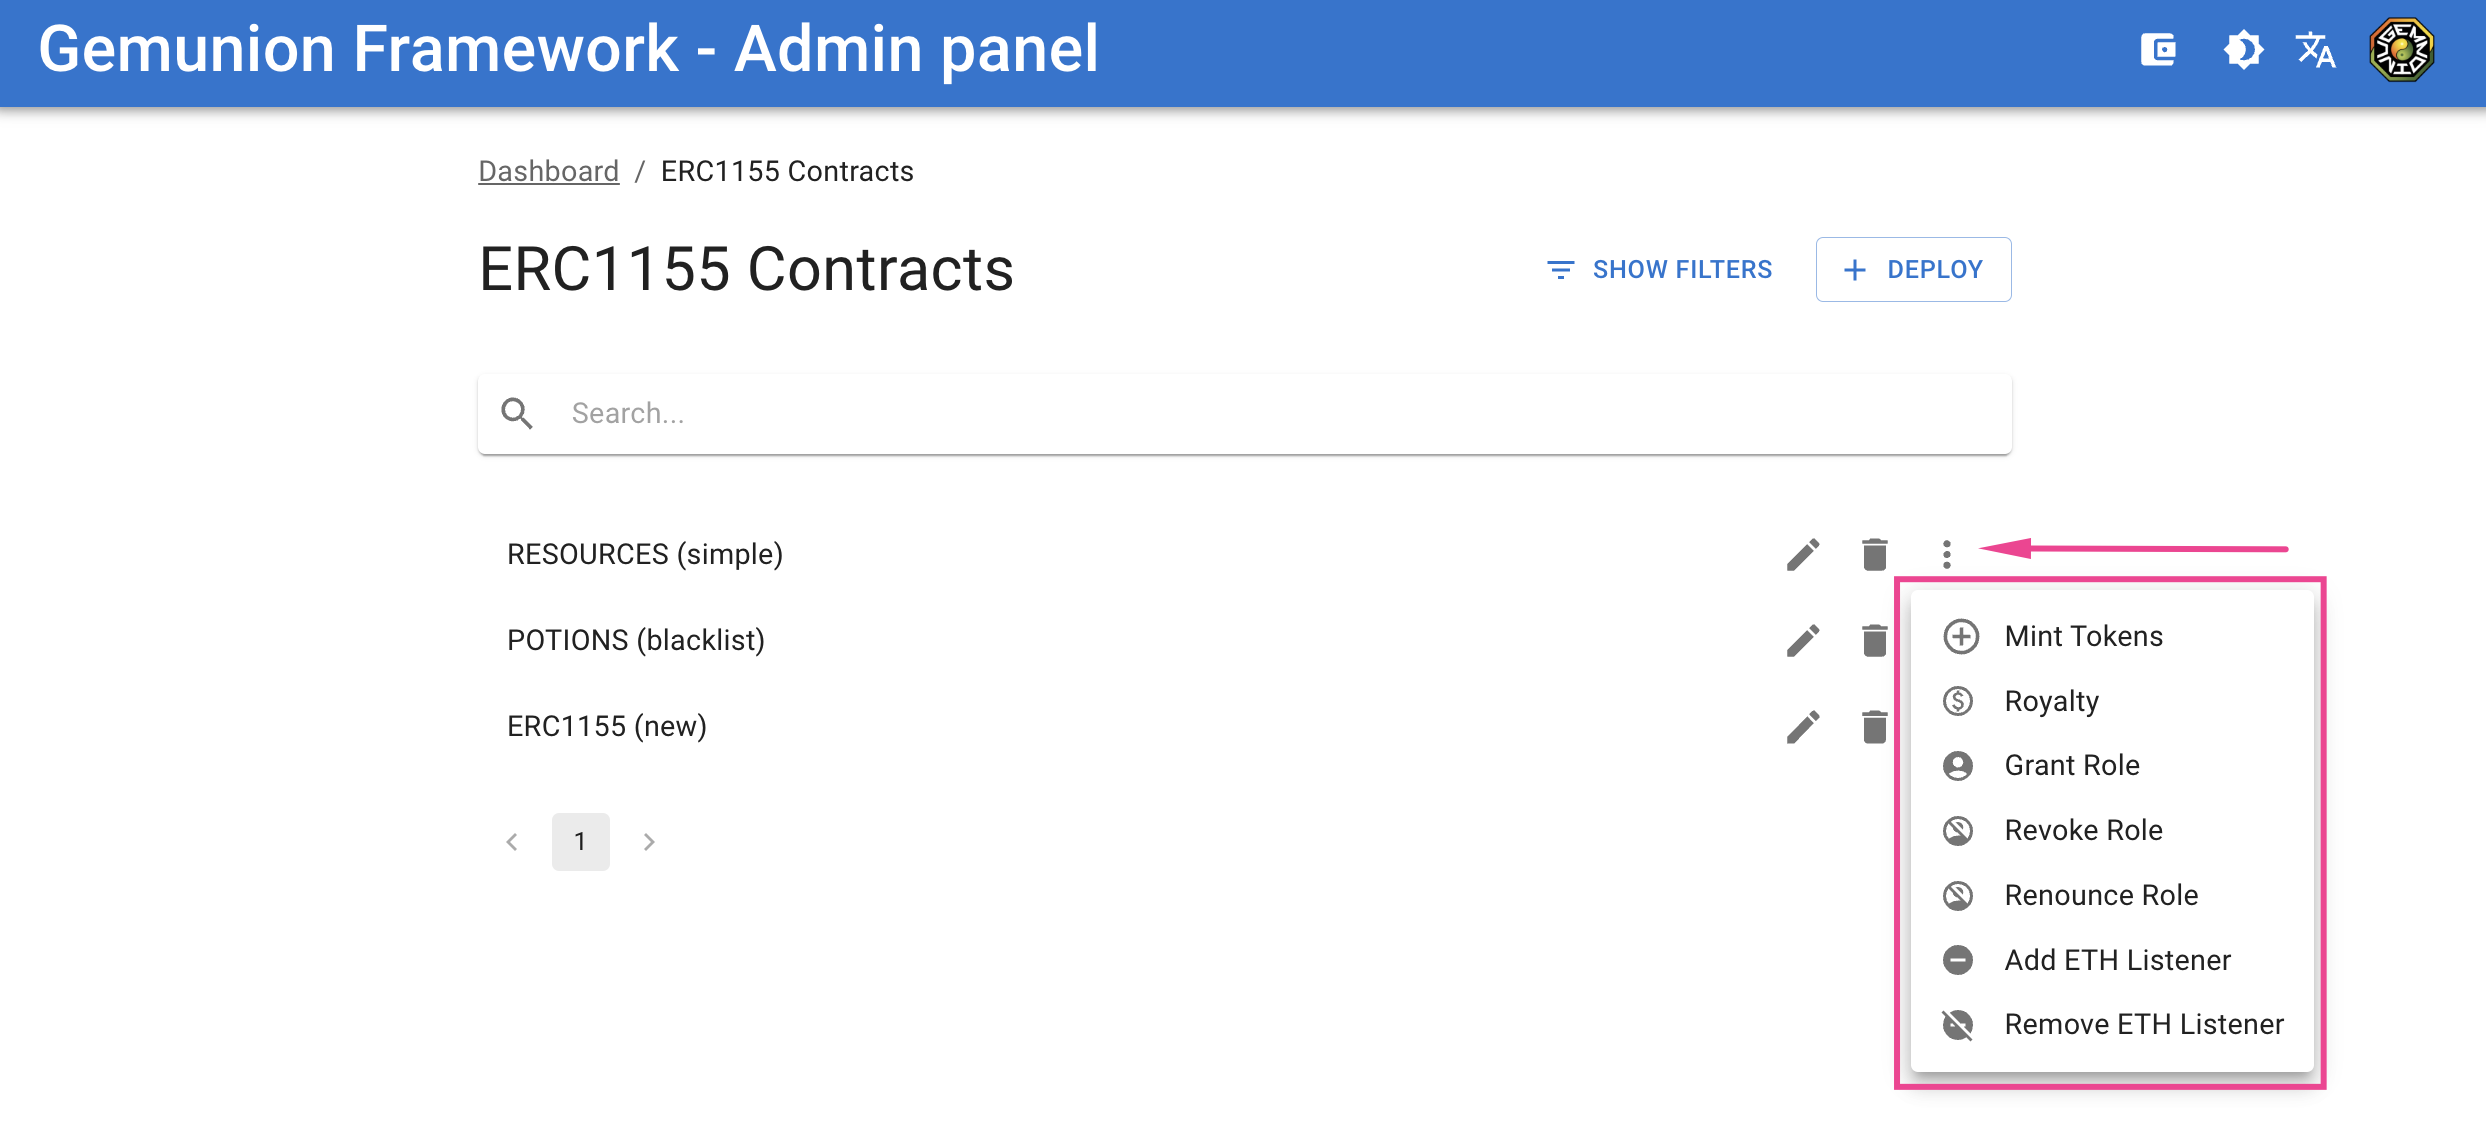 Gemunion Framework - Admin panel
GEMUNION
Dashboard / ERC1155 Contracts
ERC1155 Contracts
SHOW FILTERS
+ DEPLOY
Search...
RESOURCES (simple)
POTIONS (blacklist)
ERC1155 (new)
1
Mint Tokens
Royalty
Grant Role
Revoke Role
Renounce Role
Add ETH Listener
Remove ETH Listener